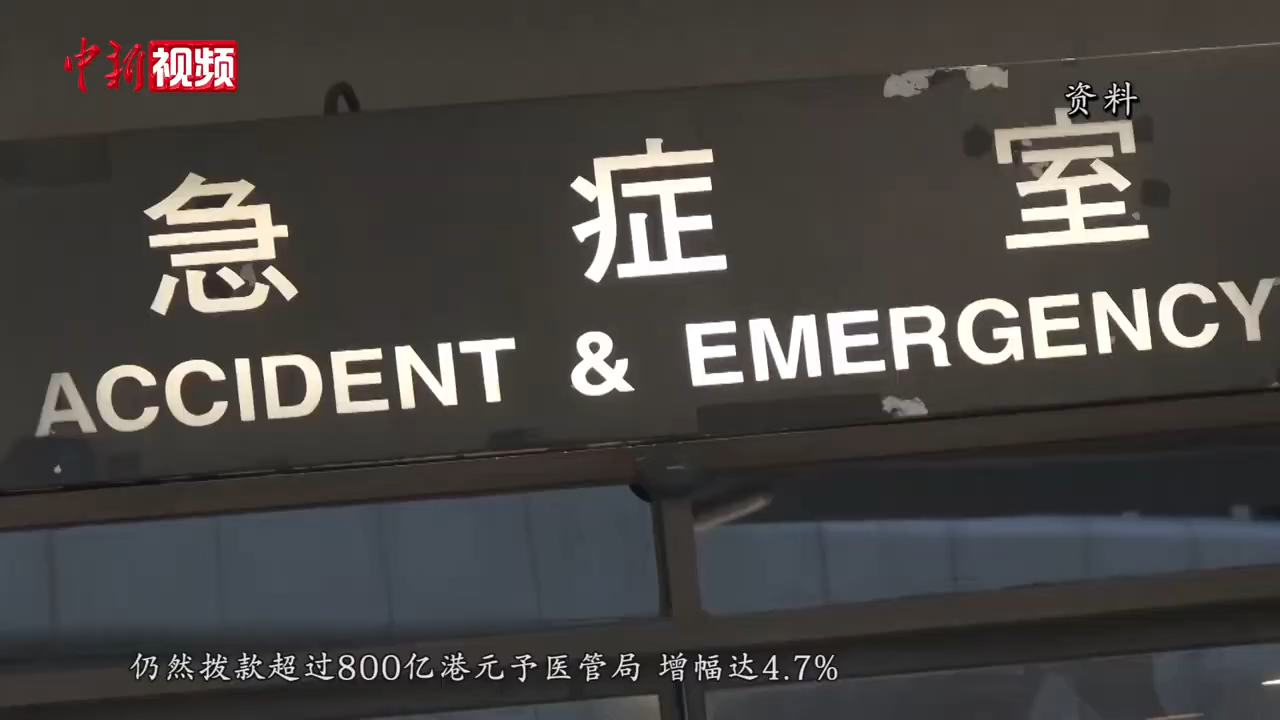 中新视频
资料
急症室
ACCIDENT & EMERGENCY
仍然拨款超过800亿港元予医管局 增幅达4.7%